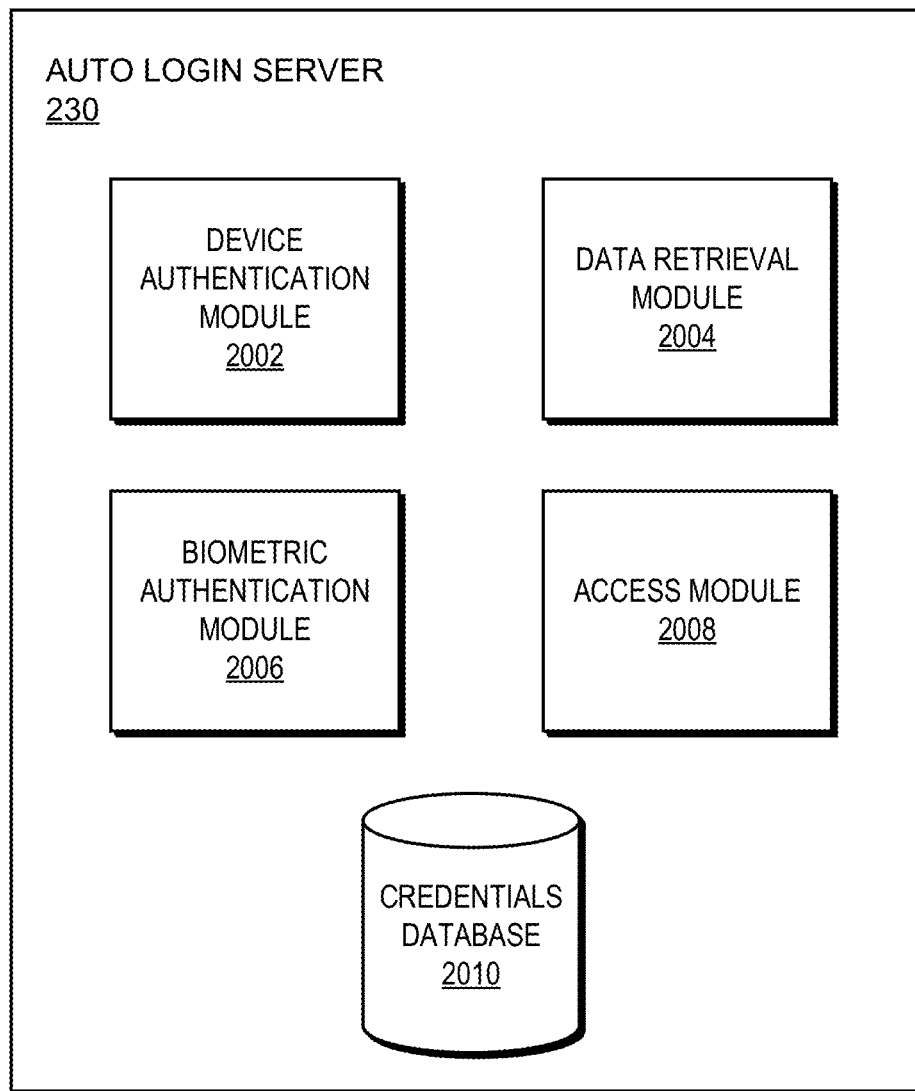 AUTO LOGIN SERVER
230
DEVICE
AUTHENTICATION
MODULE
2002
DATA RETRIEVAL
MODULE
2004
BIOMETRIC
AUTHENTICATION
MODULE
2006
ACCESS MODULE
2008
CREDENTIALS
DATABASE
2010